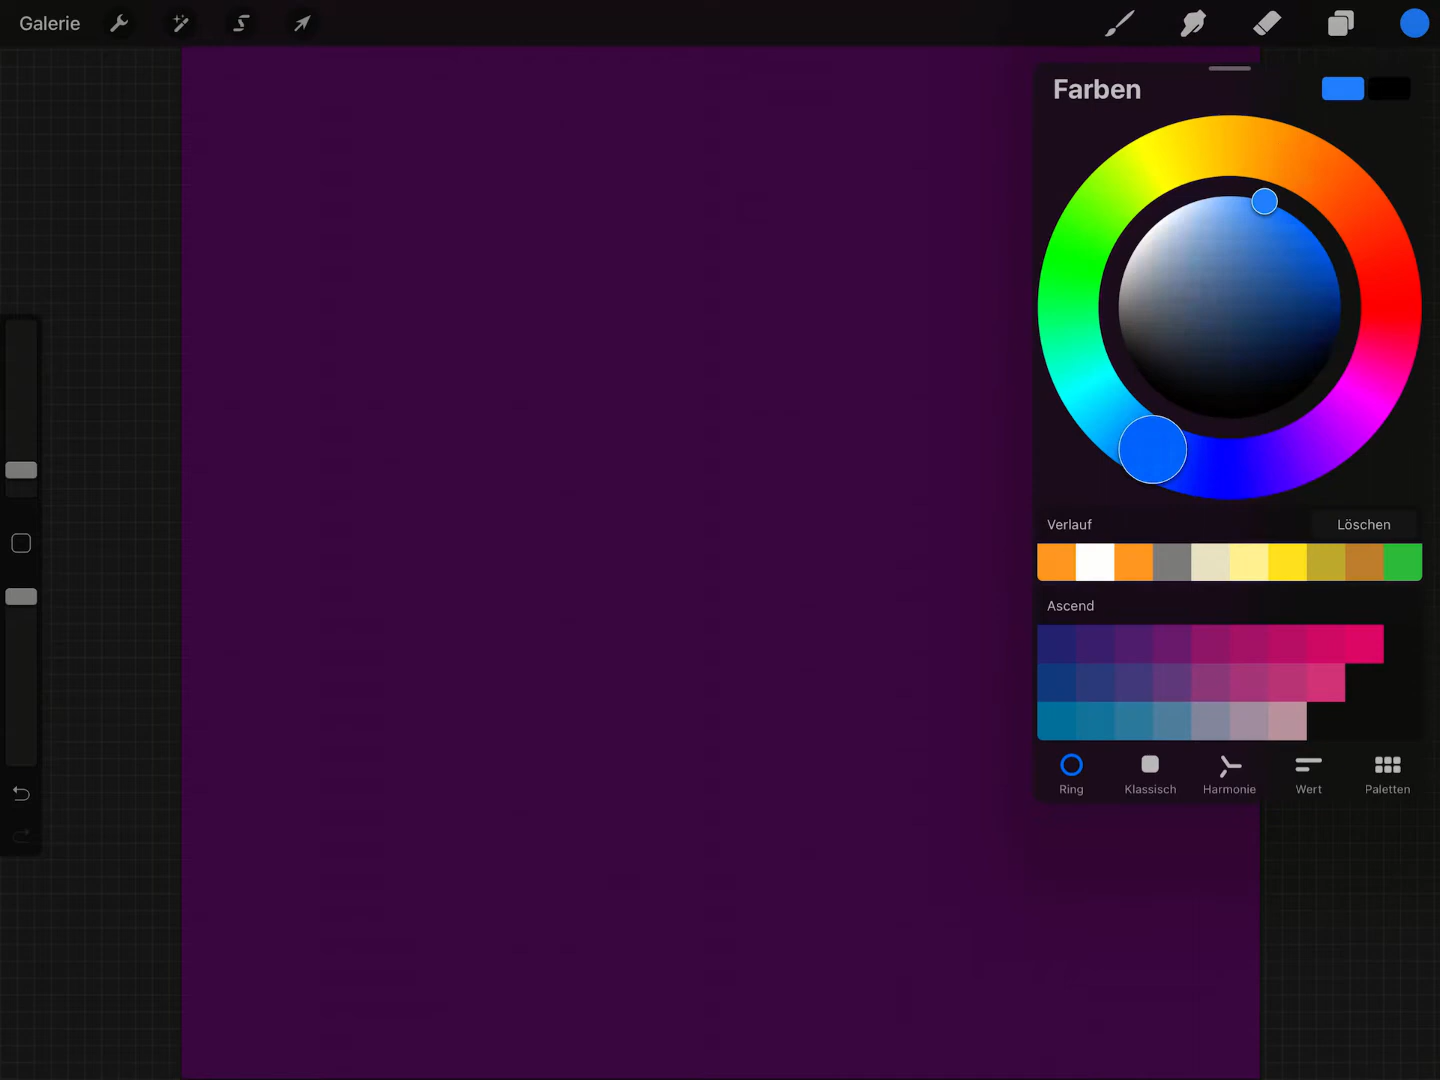 Galerie
Farben
Verlauf
Löschen
Ascend
Ring
Klassisch
Harmonie
Wert
Paletten